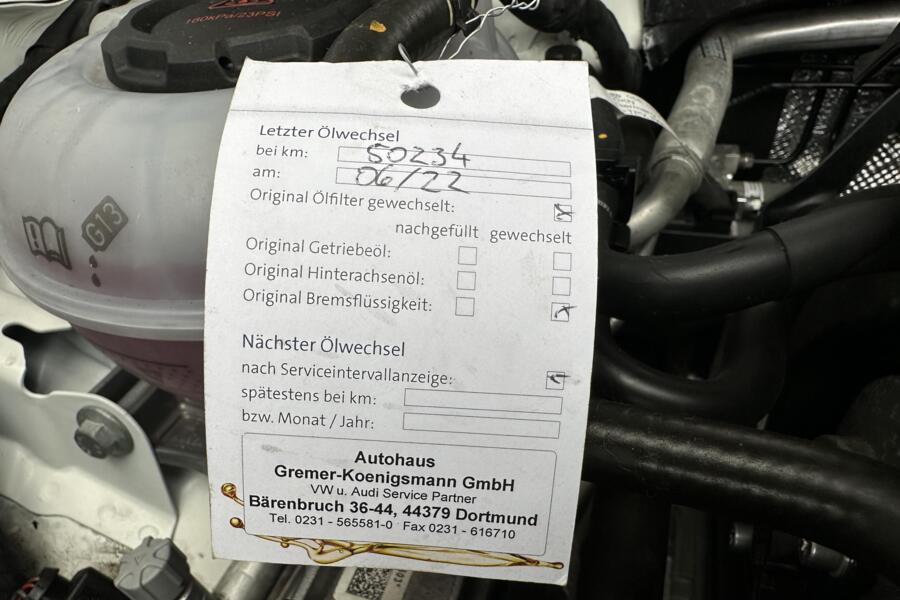 160kPa/23PSI
G13
Letzter Ölwechsel
bei km: 50234
am: 06/22
Original Ölfilter gewechselt:
nachgefüllt gewechselt
Original Getriebeöl:
Original Hinterachsenöl:
Original Bremsflüssigkeit:
Nächster Ölwechsel
nach Serviceintervallanzeige:
spätestens bei km:
bzw. Monat / Jahr:
Autohaus
Gremer-Koenigsmann GmbH
VW u. Audi Service Partner
Bärenbruch 36-44, 44379 Dortmund
Tel. 0231 - 565581-0 Fax 0231 - 616710